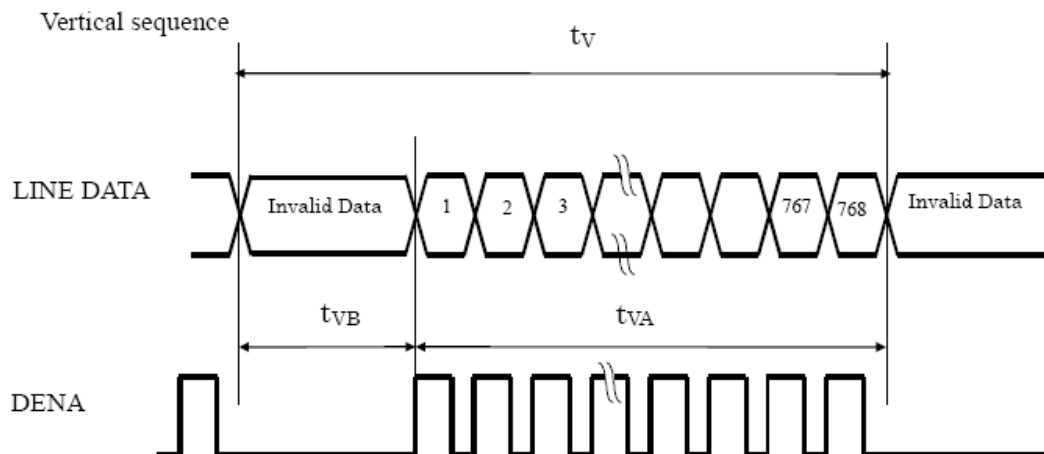 Vertical sequence
tV
LINE DATA
Invalid Data
1
2
3
767
768
Invalid Data
tVB
tVA
DENA